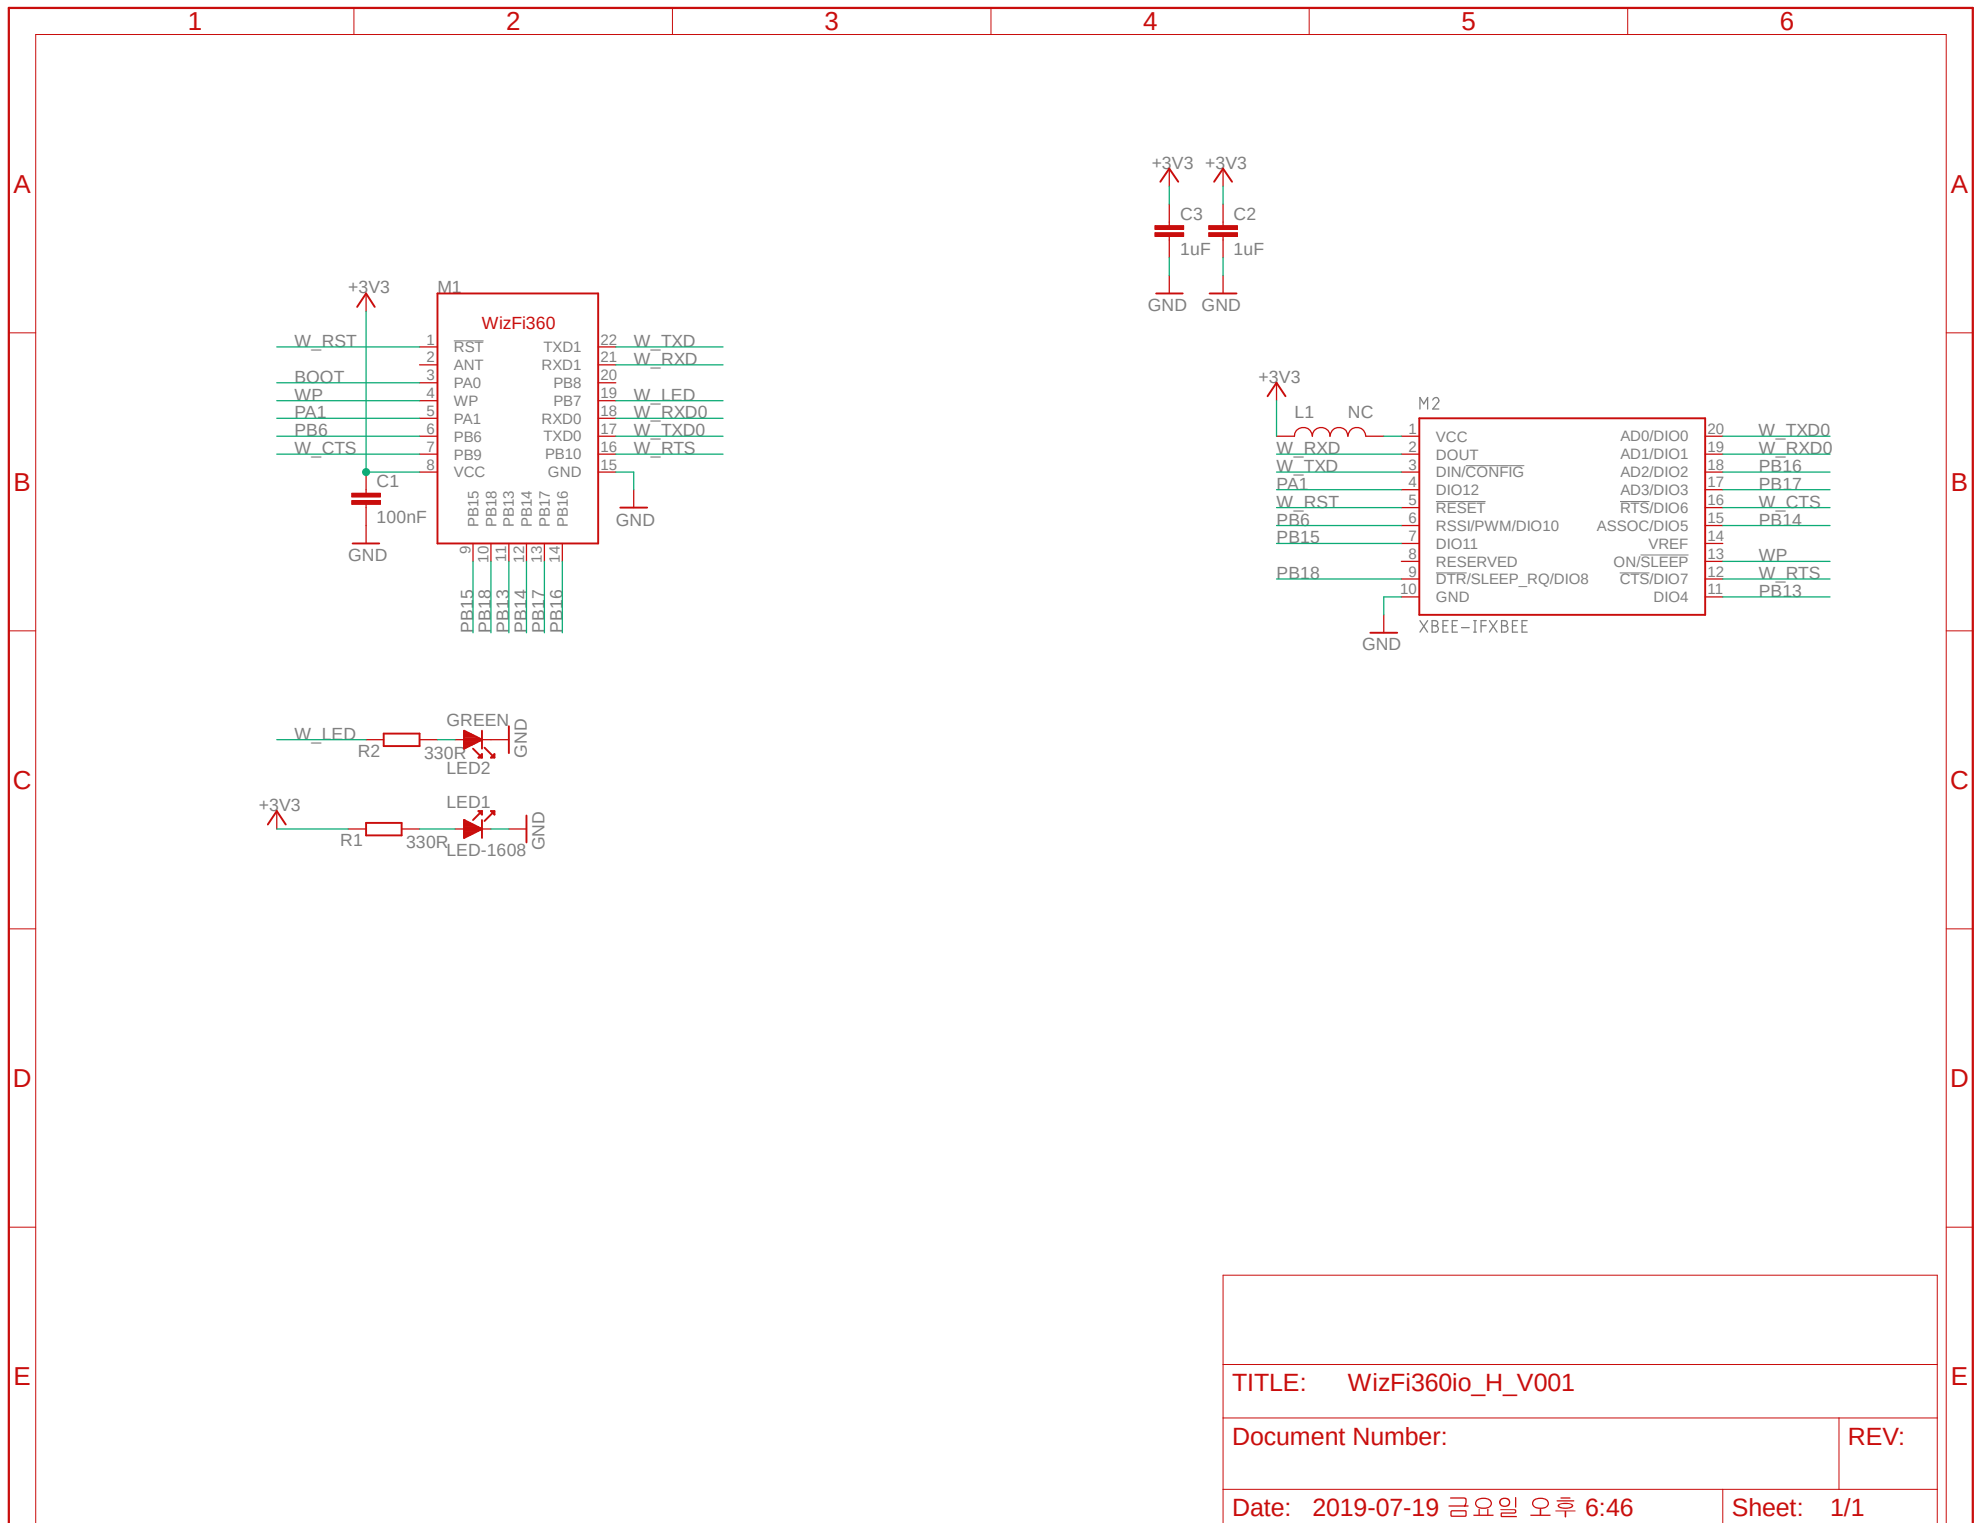 1 2 3 4 5 6
A A
+3V3 +3V3
C3 C2
1uF 1uF
GND GND
+3V3 M1
WizFi360
W_RST 1 RST TXD1 22 W_TXD
2 ANT RXD1 21 W_RXD
BOOT 3 PA0 PB8 20
WP 4 WP PB7 19 W_LED
PA1 5 PA1 RXD0 18 W_RXD0
PB6 6 PB6 TXD0 17 W_TXD0
W_CTS 7 PB9 PB10 16 W_RTS
8 VCC GND 15
C1
100nF
GND
GND
PB15 PB18 PB13 PB14 PB17 PB16
9 10 11 12 13 14
PB15 PB18 PB13 PB14 PB17 PB16
B B
+3V3
L1 NC M2
1 VCC AD0/DIO0 20 W_TXD0
W_RXD 2 DOUT AD1/DIO1 19 W_RXD0
W_TXD 3 DIN/CONFIG AD2/DIO2 18 PB16
PA1 4 DIO12 AD3/DIO3 17 PB17
W_RST 5 RESET RTS/DIO6 16 W_CTS
PB6 6 RSSI/PWM/DIO10 ASSOC/DIO5 15 PB14
PB15 7 DIO11 VREF 14
8 RESERVED ON/SLEEP 13 WP
PB18 9 DTR/SLEEP_RQ/DIO8 CTS/DIO7 12 W_RTS
10 GND DIO4 11 PB13
XBEE-IFXBEE
GND
W_LED R2 330R GREEN LED2 GND
C C
+3V3 R1 330R LED1 LED-1608 GND
D D
E E
TITLE: WizFi360io_H_V001
Document Number: REV:
Date: 2019-07-19 금요일 오후 6:46 Sheet: 1/1